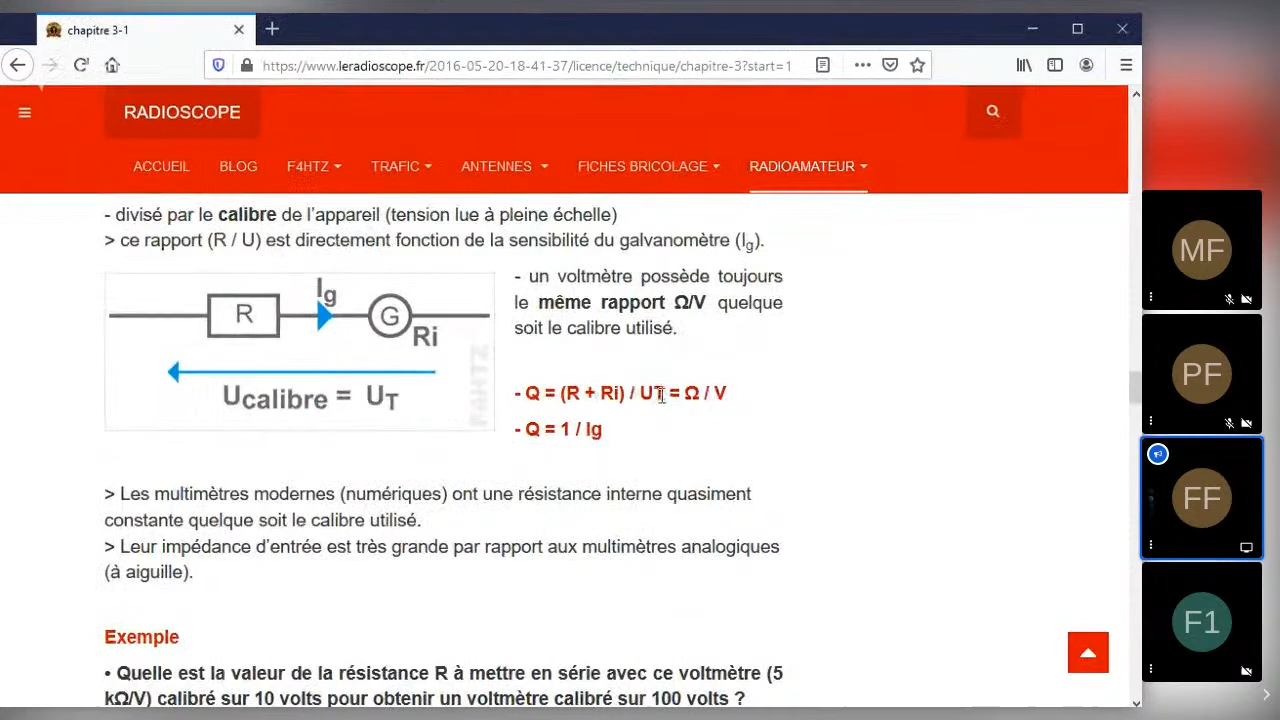 chapitre 3-1
https://www.leradioscope.fr/2016-05-20-18-41-37/licence/technique/chapitre-3?start=1
RADIOSCOPE
ACCUEIL BLOG F4HTZ TRAFIC ANTENNES FICHES BRICOLAGE RADIOAMATEUR
- divisé par le calibre de l'appareil (tension lue à pleine échelle)
> ce rapport (R / U) est directement fonction de la sensibilité du galvanomètre (Ig).
Ig
R
G
Ri
Ucalibre = UT
F4HTZ
- un voltmètre possède toujours
le même rapport Ω/V quelque
soit le calibre utilisé.
- Q = (R + Ri) / UT = Ω / V
- Q = 1 / Ig
> Les multimètres modernes (numériques) ont une résistance interne quasiment
constante quelque soit le calibre utilisé.
> Leur impédance d'entrée est très grande par rapport aux multimètres analogiques
(à aiguille).
Exemple
• Quelle est la valeur de la résistance R à mettre en série avec ce voltmètre (5
kΩ/V) calibré sur 10 volts pour obtenir un voltmètre calibré sur 100 volts ?
MF
PF
FF
F1